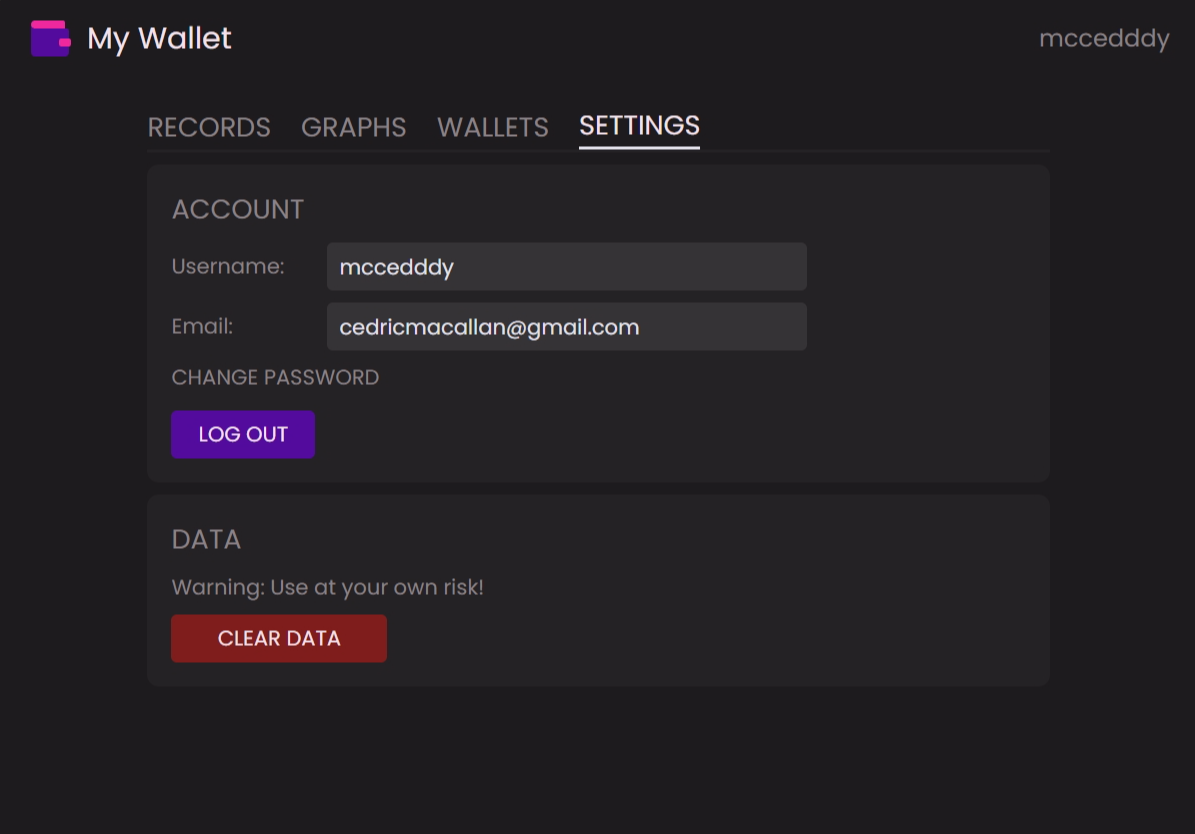 My Wallet
mccedddy
RECORDS GRAPHS WALLETS SETTINGS
ACCOUNT
Username: mccedddy
Email: cedricmacallan@gmail.com
CHANGE PASSWORD
LOG OUT
DATA
Warning: Use at your own risk!
CLEAR DATA